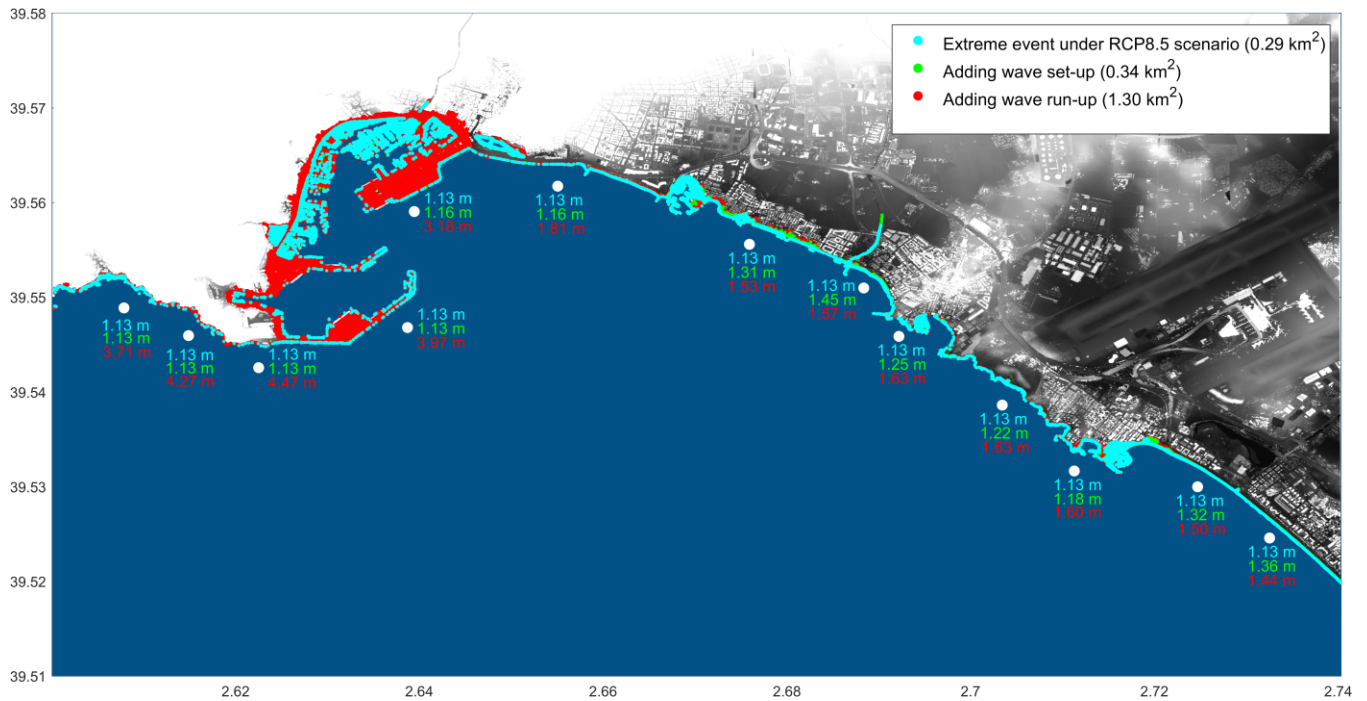 39.58
39.57
39.56
39.55
39.54
39.53
39.52
39.51
Extreme event under RCP8.5 scenario (0.29 km²)
Adding wave set-up (0.34 km²)
Adding wave run-up (1.30 km²)
1.13 m
1.13 m
3.71 m
1.13 m
1.13 m
4.27 m
1.13 m
1.13 m
4.47 m
1.13 m
1.13 m
3.97 m
1.13 m
1.16 m
3.18 m
1.13 m
1.16 m
1.81 m
1.13 m
1.31 m
1.53 m
1.13 m
1.45 m
1.57 m
1.13 m
1.25 m
1.63 m
1.13 m
1.22 m
1.63 m
1.13 m
1.18 m
1.60 m
1.13 m
1.32 m
1.50 m
1.13 m
1.36 m
1.44 m
2.62
2.64
2.66
2.68
2.7
2.72
2.74